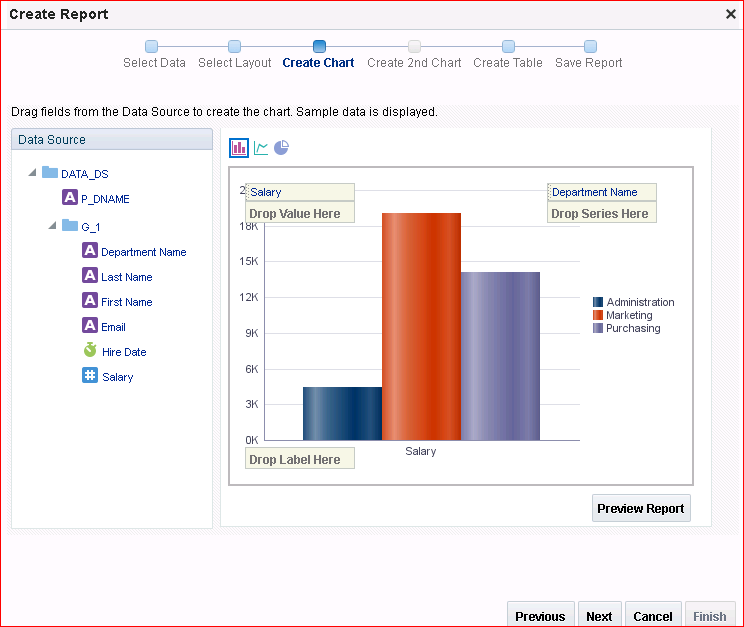 Create Report
Select Data Select Layout Create Chart Create 2nd Chart Create Table Save Report
Drag fields from the Data Source to create the chart. Sample data is displayed.
Data Source
DATA_DS
A P_DNAME
G_1
A Department Name
A Last Name
A First Name
A Email
Hire Date
# Salary
Salary
Drop Value Here
Department Name
Drop Series Here
18K
15K
12K
9K
6K
3K
0K
Salary
Drop Label Here
Administration
Marketing
Purchasing
Preview Report
Previous Next Cancel Finish